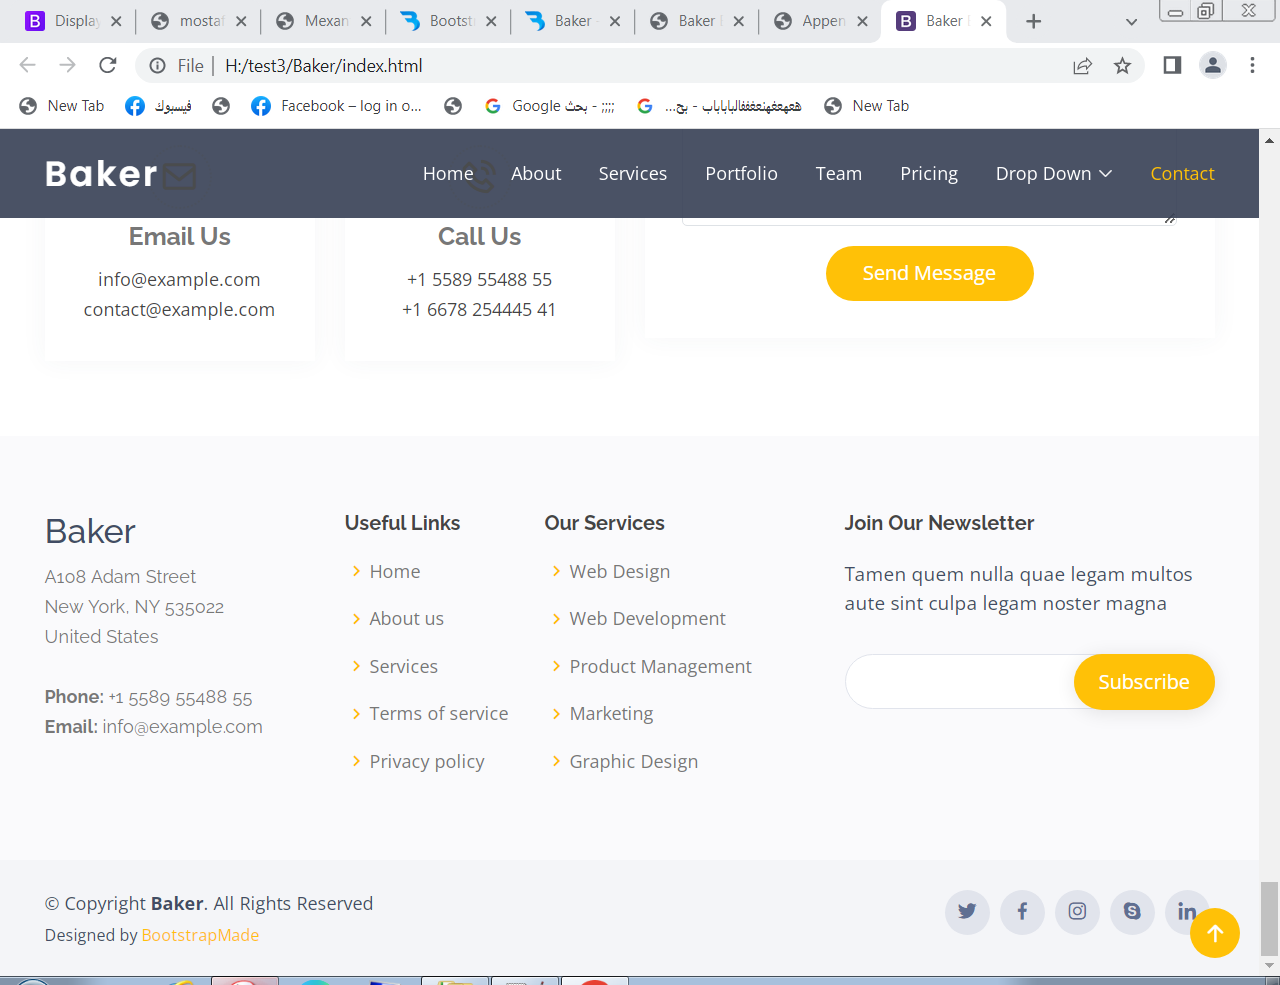 Display
mostaf
Mexan
Bootst
Baker
Baker
Appen
Baker
File
H:/test3/Baker/index.html
New Tab
فيسبوك
Facebook – log in o...
Google بحث - ;;;;
ههعهعفهنعغففالباباباب - بح...
New Tab
Baker
Home
About
Services
Portfolio
Team
Pricing
Drop Down
Contact
Email Us
info@example.com
contact@example.com
Call Us
+1 5589 55488 55
+1 6678 254445 41
Send Message
Baker
A108 Adam Street
New York, NY 535022
United States
Phone: +1 5589 55488 55
Email: info@example.com
Useful Links
Home
About us
Services
Terms of service
Privacy policy
Our Services
Web Design
Web Development
Product Management
Marketing
Graphic Design
Join Our Newsletter
Tamen quem nulla quae legam multos
aute sint culpa legam noster magna
Subscribe
© Copyright Baker. All Rights Reserved
Designed by BootstrapMade